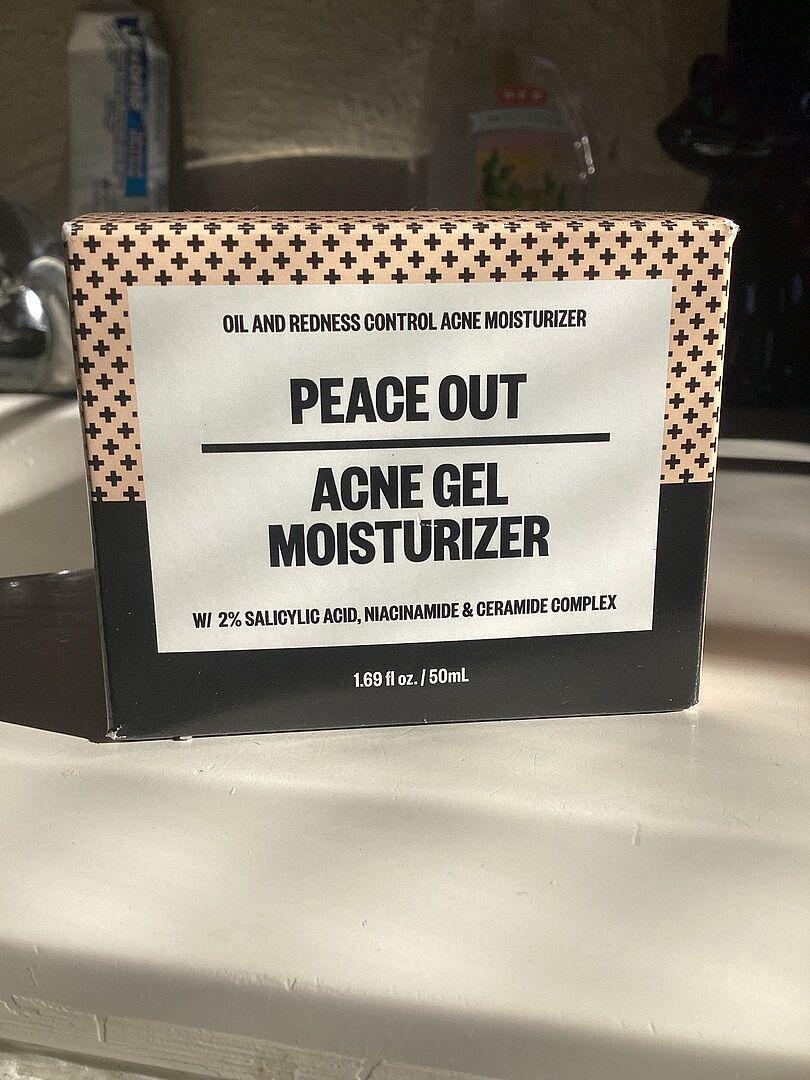 OIL AND REDNESS CONTROL ACNE MOISTURIZER
PEACE OUT
ACNE GEL
MOISTURIZER
W/ 2% SALICYLIC ACID, NIACINAMIDE & CERAMIDE COMPLEX
1.69 fl oz. / 50mL